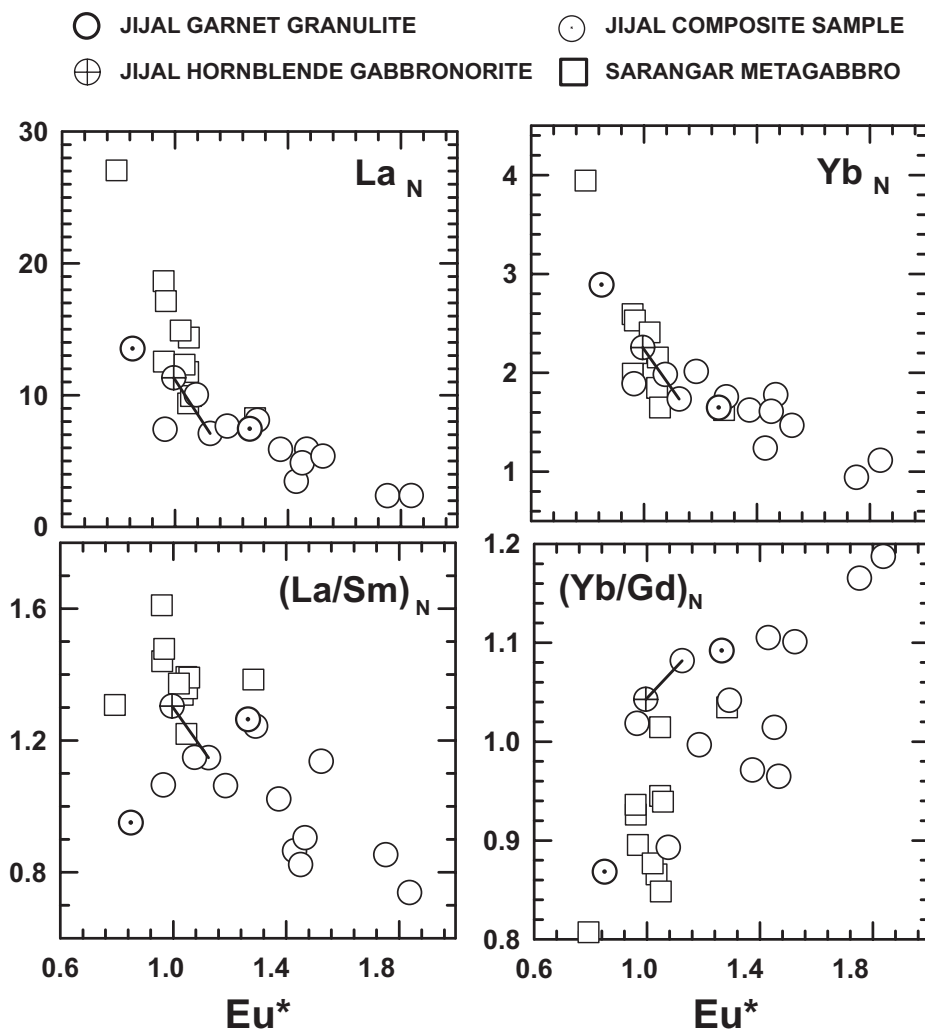 JIJAL GARNET GRANULITE JIJAL COMPOSITE SAMPLE
JIJAL HORNBLENDE GABBRONORITE SARANGAR METAGABBRO
30
20
10
0
La N
4
3
2
1
Yb N
1.6
1.2
0.8
(La/Sm) N
0.6 1.0 1.4 1.8
Eu*
1.2
1.1
1.0
0.9
0.8
(Yb/Gd) N
0.6 1.0 1.4 1.8
Eu*